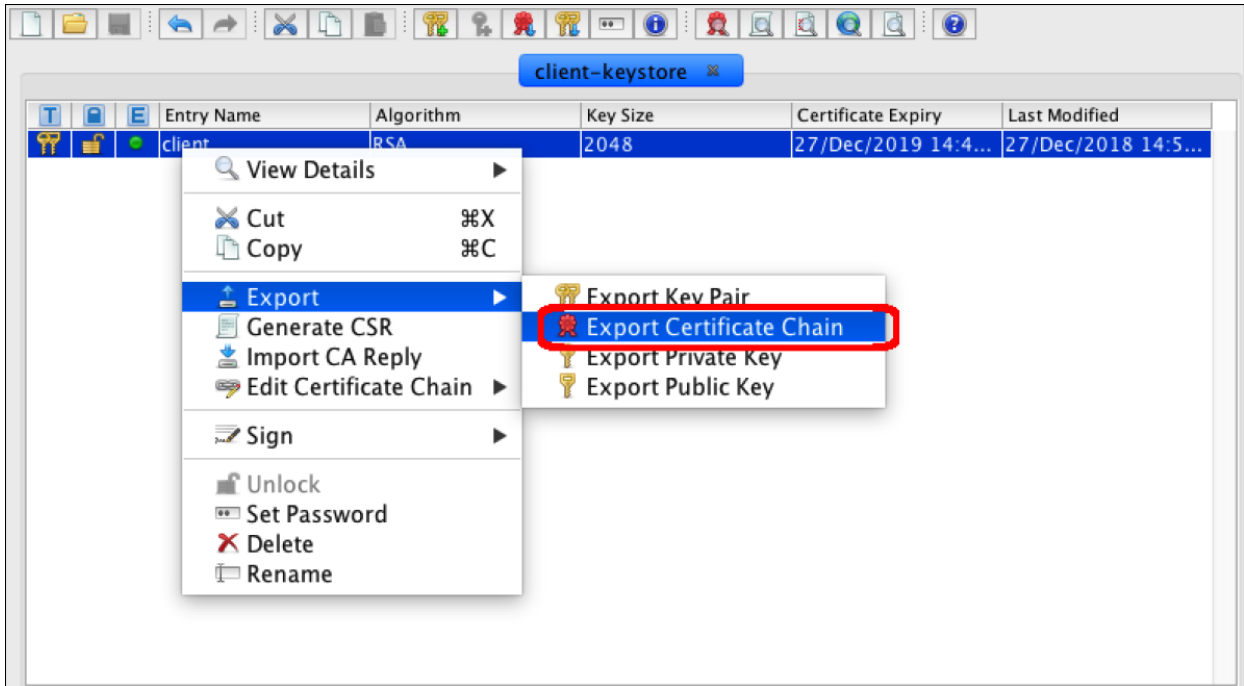 client-keystore
T E Entry Name Algorithm Key Size Certificate Expiry Last Modified
client RSA 2048 27/Dec/2019 14:4... 27/Dec/2018 14:5...
View Details
Cut ⌘X
Copy ⌘C
Export
Export Key Pair
Generate CSR
Export Certificate Chain
Import CA Reply
Export Private Key
Edit Certificate Chain
Export Public Key
Sign
Unlock
Set Password
Delete
Rename